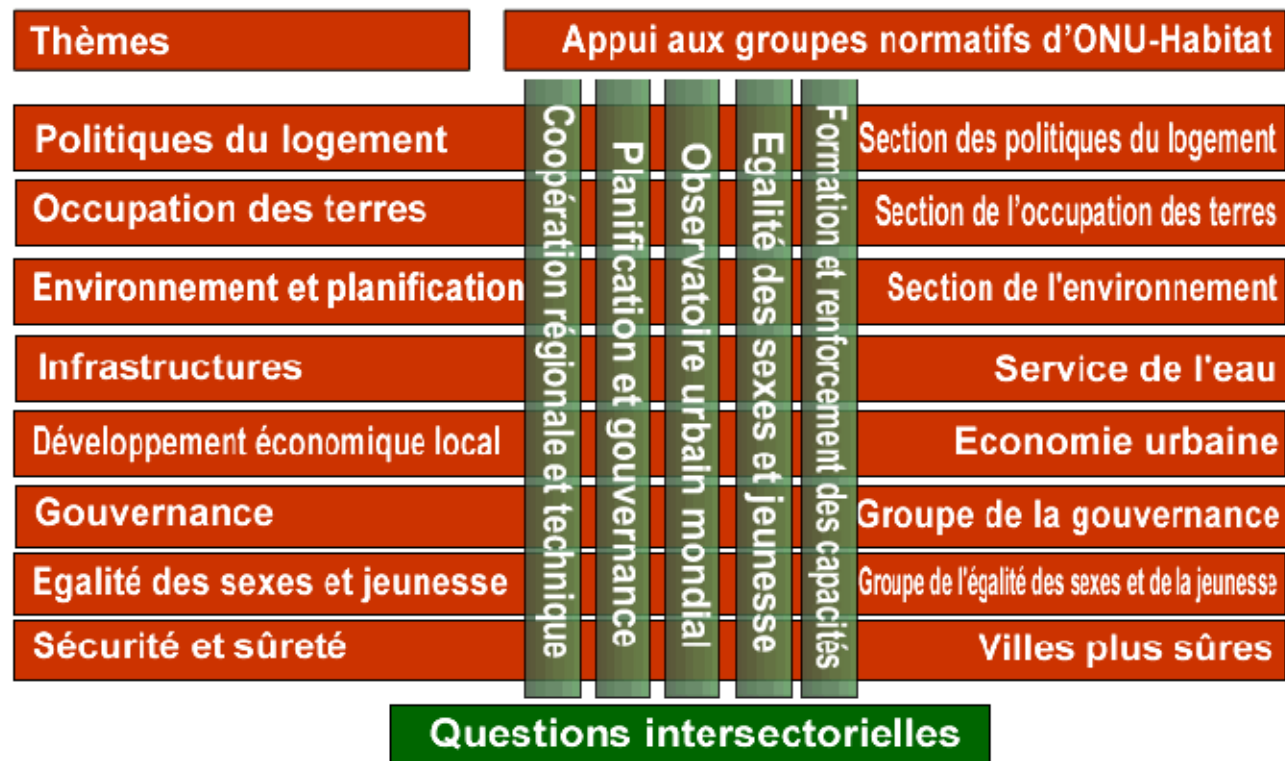 Thèmes
Appui aux groupes normatifs d’ONU-Habitat
Politiques du logement
Section des politiques du logement
Occupation des terres
Section de l’occupation des terres
Environnement et planification
Section de l'environnement
Infrastructures
Service de l'eau
Développement économique local
Economie urbaine
Gouvernance
Groupe de la gouvernance
Egalité des sexes et jeunesse
Groupe de l'égalité des sexes et de la jeunesse
Sécurité et sûreté
Villes plus sûres
Coopération régionale et technique
Planification et gouvernance
Observatoire urbain mondial
Egalité des sexes et jeunesse
Formation et renforcement des capacités
Questions intersectorielles